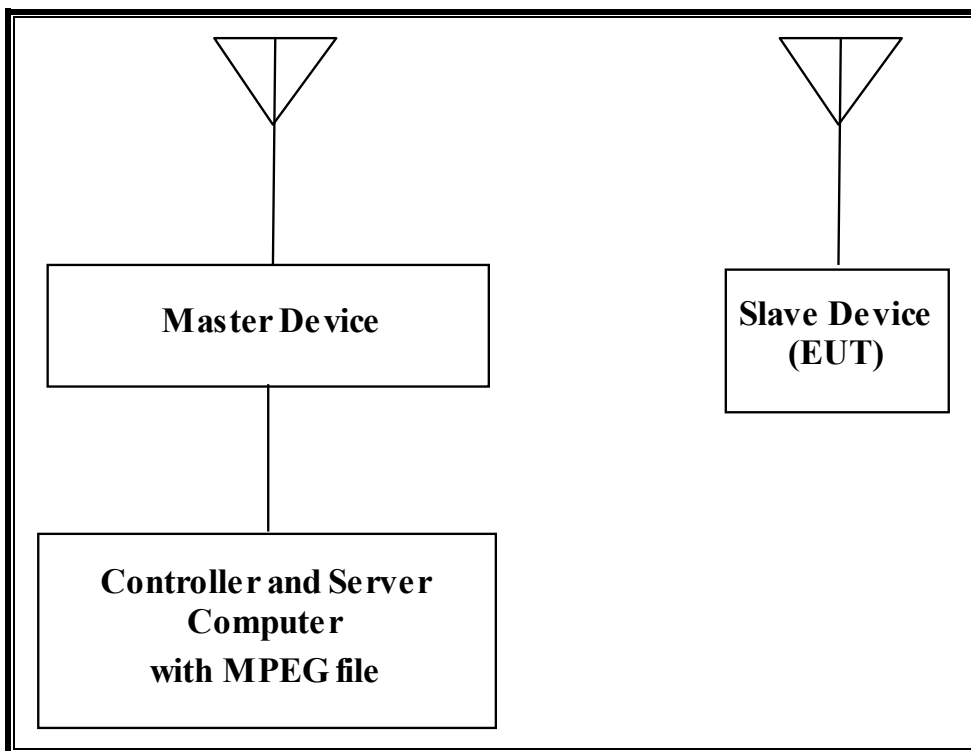 Master Device
Slave Device
(EUT)
Controller and Server
Computer
with MPEG file